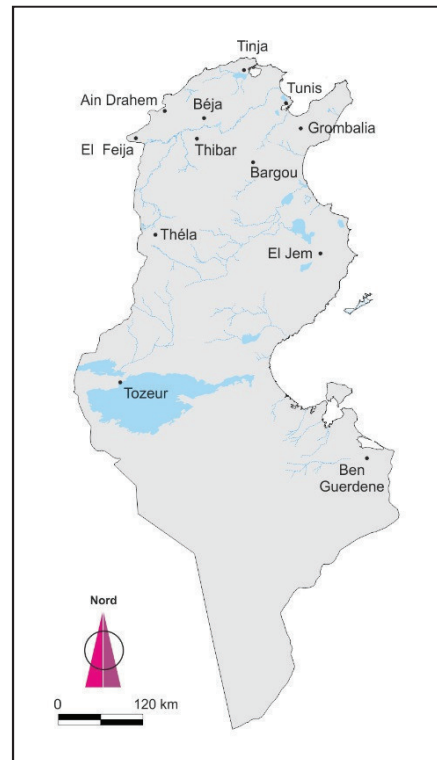 Tinja
Tunis
Ain Drahem
Béja
Grombalia
El Feija
Thibar
Bargou
Théla
El Jem
Tozeur
Ben
Guerdene
Nord
0 120 km